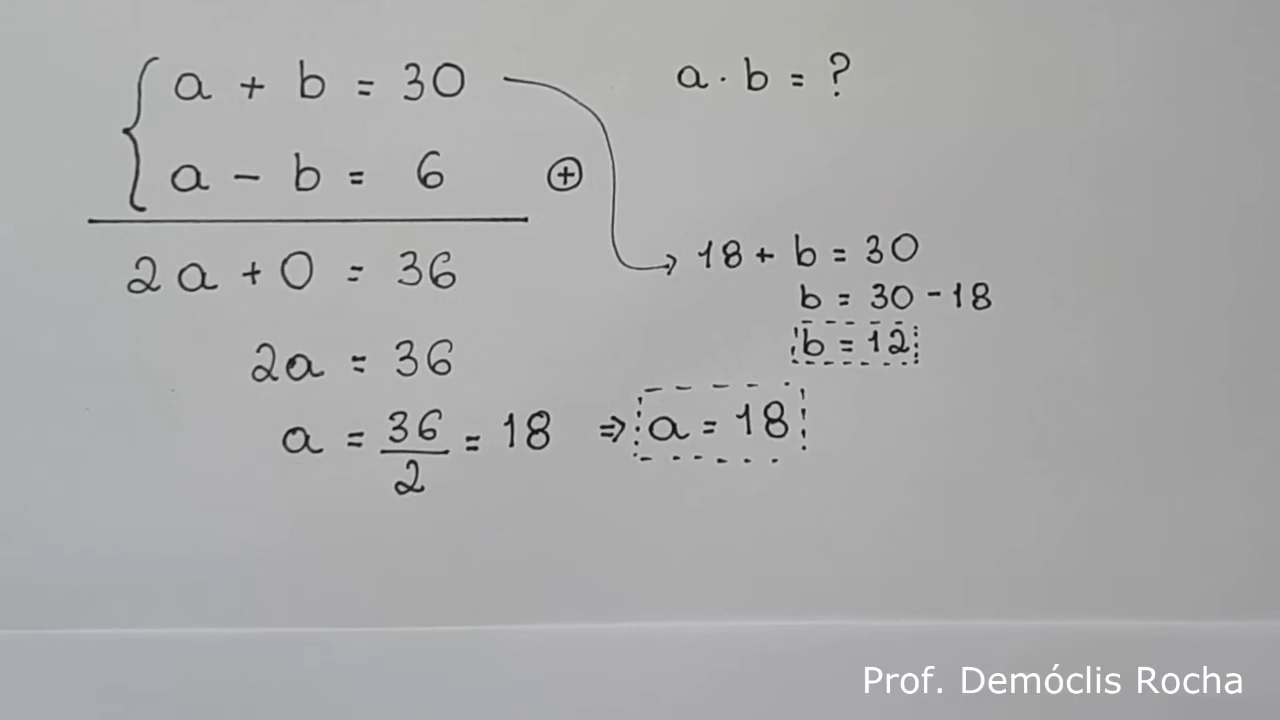 a + b = 30
a · b = ?
a - b = 6 ⊕
2a + 0 = 36
18 + b = 30
b = 30 - 18
b = 12
2a = 36
a = 36/2 = 18 ⇒ a = 18
Prof. Demóclis Rocha